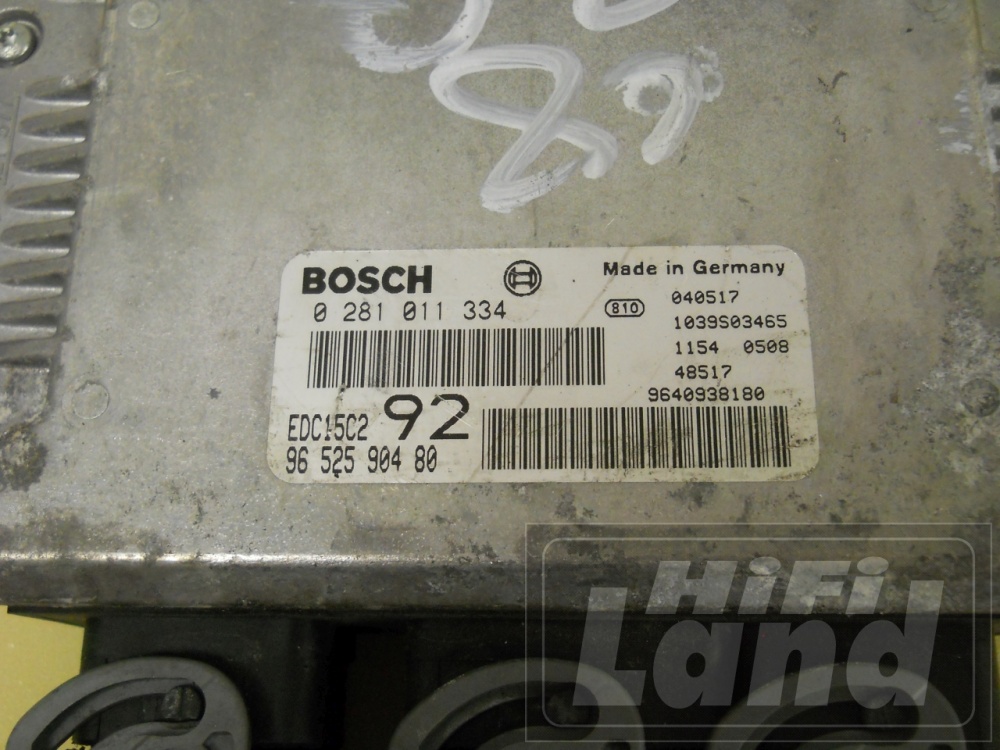 BOSCH
0 281 011 334
EDC15C2 92
96 525 904 80
Made in Germany
810 040517
1039S03465
1154 0508
48517
9640938180
HiFi
Land